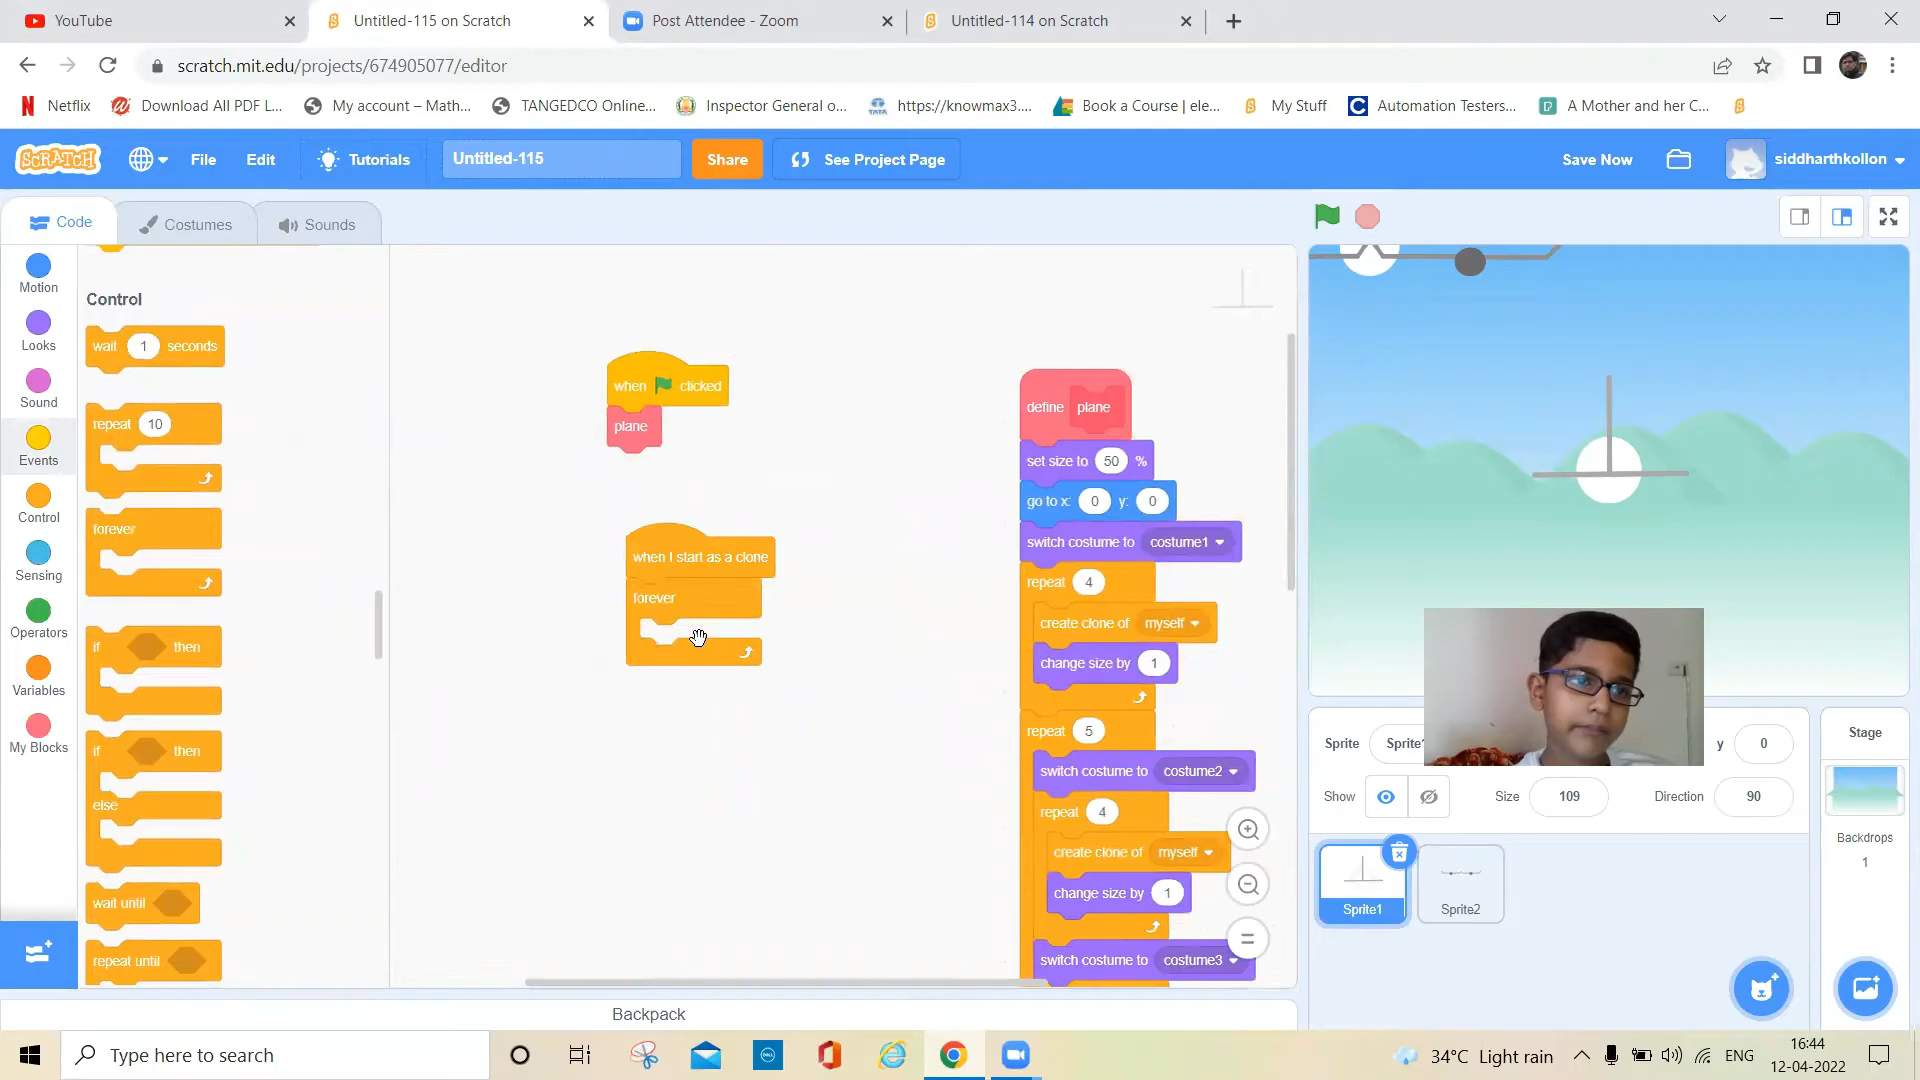 YouTube
Untitled-115 on Scratch
Post Attendee - Zoom
Untitled-114 on Scratch
scratch.mit.edu/projects/674905077/editor
Netflix
Download All PDF L...
My account – Math...
TANGEDCO Online...
Inspector General o...
https://knowmax3....
Book a Course | ele...
My Stuff
Automation Testers...
A Mother and her C...
SCRATCH
File
Edit
Tutorials
Untitled-115
Share
See Project Page
Save Now
siddharthkollon
Code
Costumes
Sounds
Motion
Looks
Sound
Events
Control
Sensing
Operators
Variables
My Blocks
Control
wait 1 seconds
repeat 10
forever
if then
if then
else
wait until
repeat until
when clicked
plane
when I start as a clone
forever
define plane
set size to 50 %
go to x: 0 y: 0
switch costume to costume1
repeat 4
create clone of myself
change size by 1
repeat 5
switch costume to costume2
repeat 4
create clone of myself
change size by 1
switch costume to costume3
Backpack
Sprite
y 0
Show
Size 109
Direction 90
Sprite1
Sprite2
Stage
Backdrops
1
Type here to search
34°C Light rain
ENG
16:44
12-04-2022